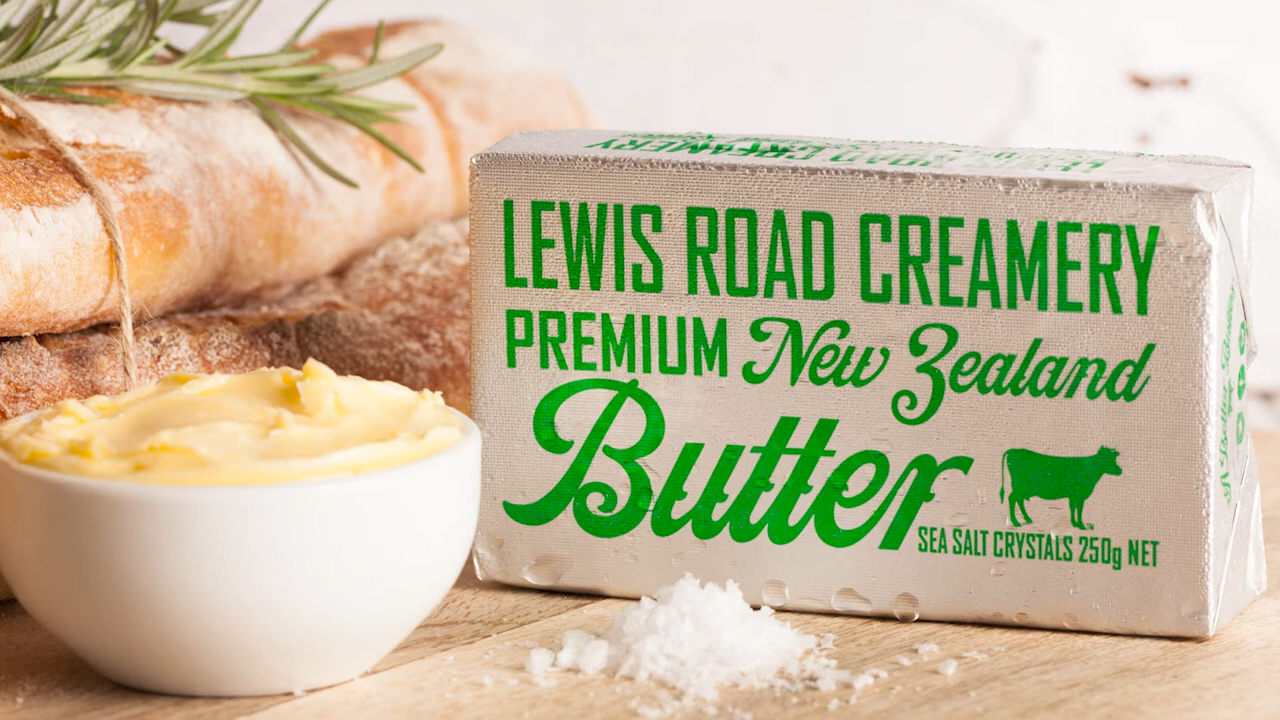 LEWIS ROAD CREAMERY
PREMIUM New Zealand
Butter
SEA SALT CRYSTALS 250g NET